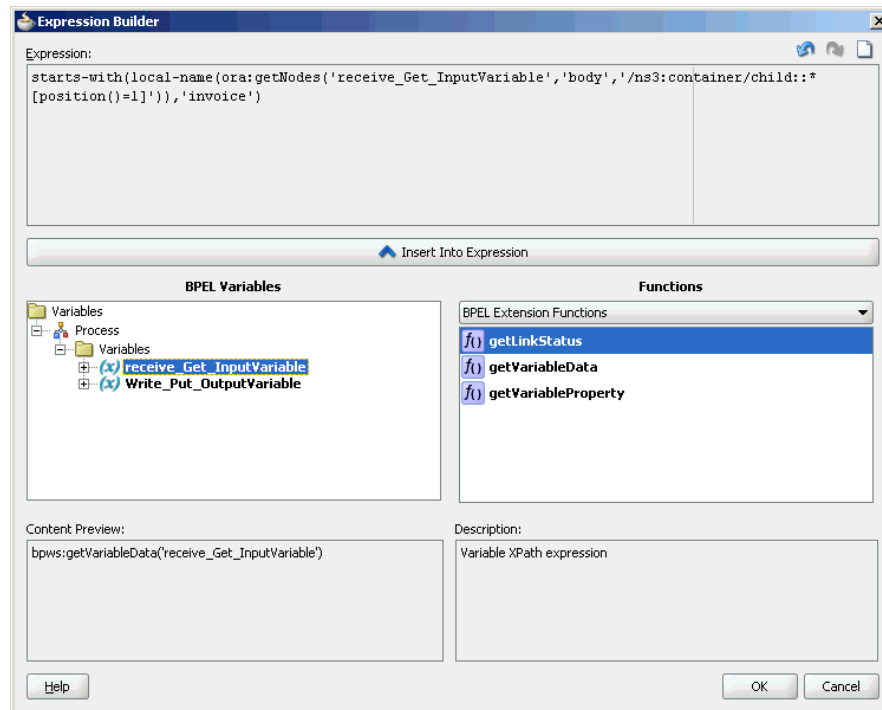 Expression Builder
Expression:
starts-with(local-name(ora:getNodes('receive_Get_InputVariable','body','/ns3:container/child::*
[position()=1]')),'invoice')
Insert Into Expression
BPEL Variables
Functions
Variables
Process
Variables
(x) receive_Get_InputVariable
(x) Write_Put_OutputVariable
BPEL Extension Functions
f() getLinkStatus
f() getVariableData
f() getVariableProperty
Content Preview:
bpws:getVariableData('receive_Get_InputVariable')
Description:
Variable XPath expression
Help
OK
Cancel